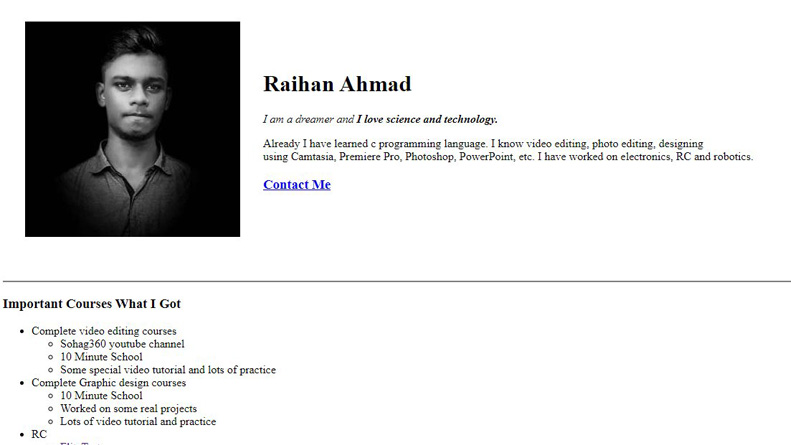 Raihan Ahmad
I am a dreamer and I love science and technology.
Already I have learned c programming language. I know video editing, photo editing, designing
using Camtasia, Premiere Pro, Photoshop, PowerPoint, etc. I have worked on electronics, RC and robotics.
Contact Me
Important Courses What I Got
Complete video editing courses
Sohag360 youtube channel
10 Minute School
Some special video tutorial and lots of practice
Complete Graphic design courses
10 Minute School
Worked on some real projects
Lots of video tutorial and practice
RC